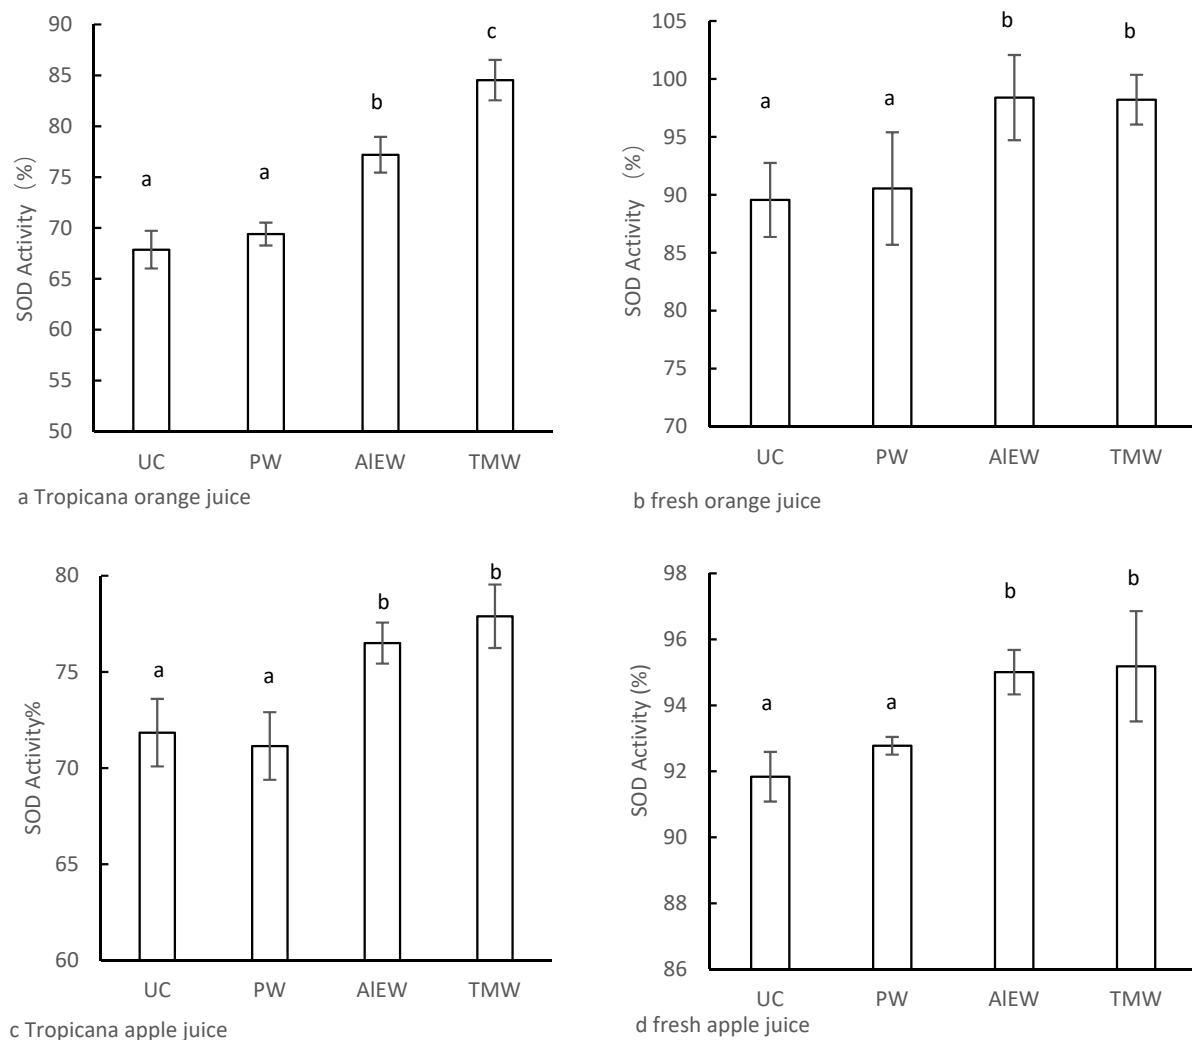 90
85
80
75
70
65
60
55
50
SOD Activity （%）
a
a
b
c
UC PW AlEW TMW
a Tropicana orange juice
105
100
95
90
85
80
75
70
SOD Activity （%）
a
a
b
b
UC PW AlEW TMW
b fresh orange juice
80
75
70
65
60
SOD Activity%
a
a
b
b
UC PW AlEW TMW
c Tropicana apple juice
98
96
94
92
90
88
86
SOD Activity (%)
a
a
b
b
UC PW AlEW TMW
d fresh apple juice